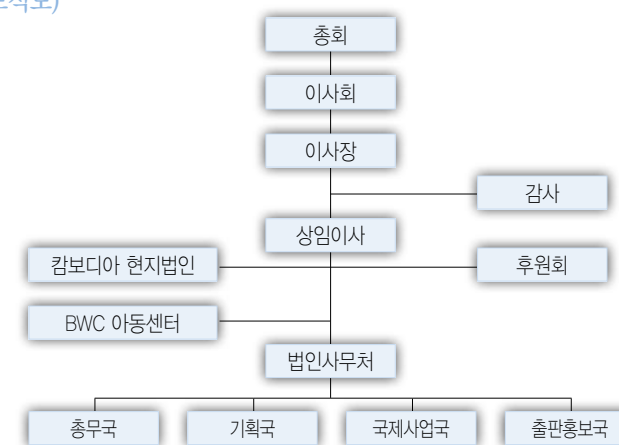 총회
이사회
이사장
감사
상임이사
캄보디아 현지법인
후원회
BWC 아동센터
법인사무처
총무국
기획국
국제사업국
출판홍보국